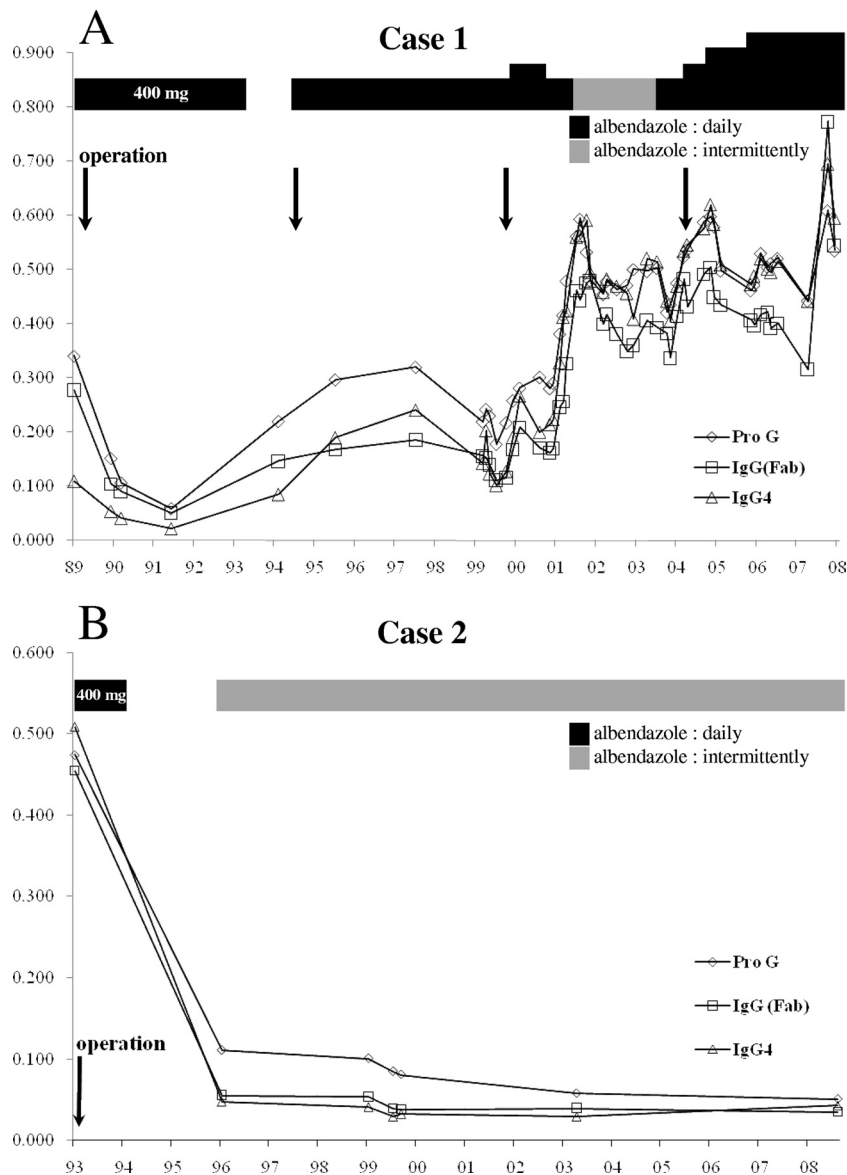 A
Case 1
0.900
400 mg
0.800
albendazole : daily
albendazole : intermittently
0.700
operation
0.600
0.500
0.400
0.300
0.200
0.100
0.000
Pro G
IgG(Fab)
IgG4
89 90 91 92 93 94 95 96 97 98 99 00 01 02 03 04 05 06 07 08
B
Case 2
0.600
400 mg
albendazole : daily
albendazole : intermittently
0.500
0.400
0.300
0.200
0.100
0.000
Pro G
IgG (Fab)
IgG4
operation
93 94 95 96 97 98 99 00 01 02 03 04 05 06 07 08